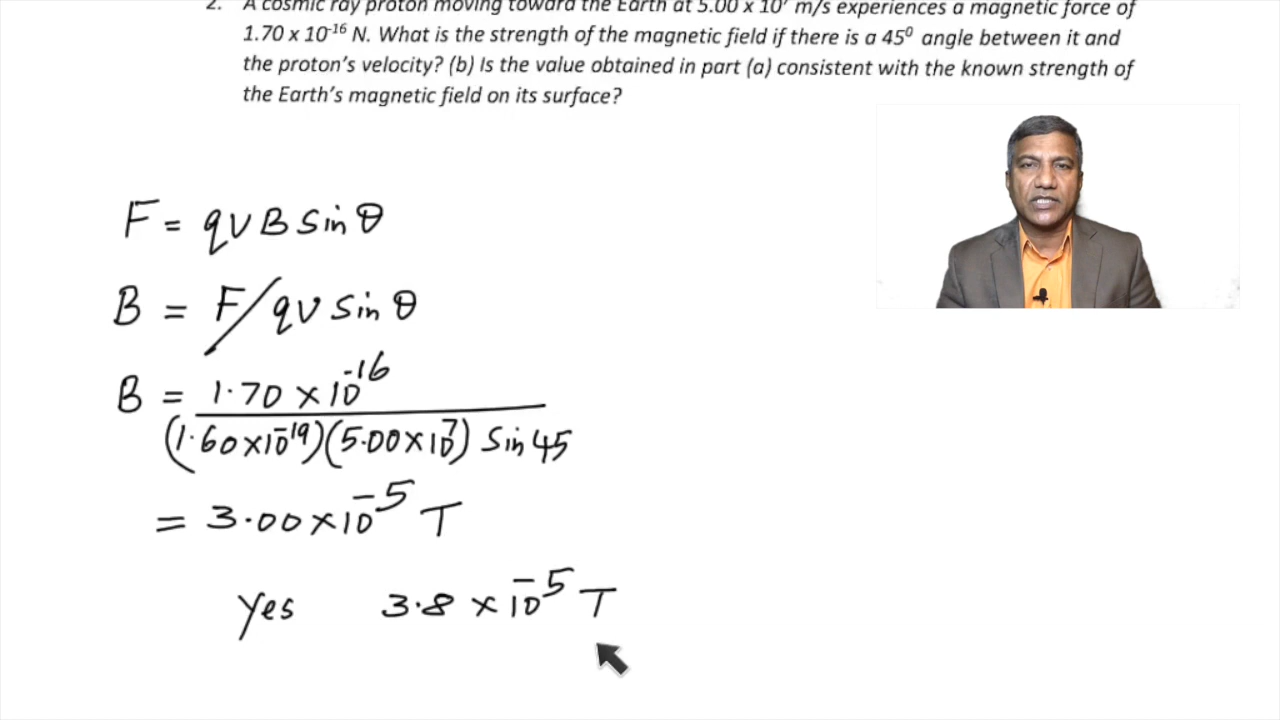 2. A cosmic ray proton moving toward the Earth at 5.00 x 10⁷ m/s experiences a magnetic force of
1.70 x 10⁻¹⁶ N. What is the strength of the magnetic field if there is a 45⁰ angle between it and
the proton's velocity? (b) Is the value obtained in part (a) consistent with the known strength of
the Earth's magnetic field on its surface?
F = qvB sin θ
B = F/qv sin θ
B = 1.70 × 10⁻¹⁶
(1.60×10⁻¹⁹)(5.00×10⁷) Sin 45
= 3.00×10⁻⁵ T
Yes 3.8 × 10⁻⁵ T